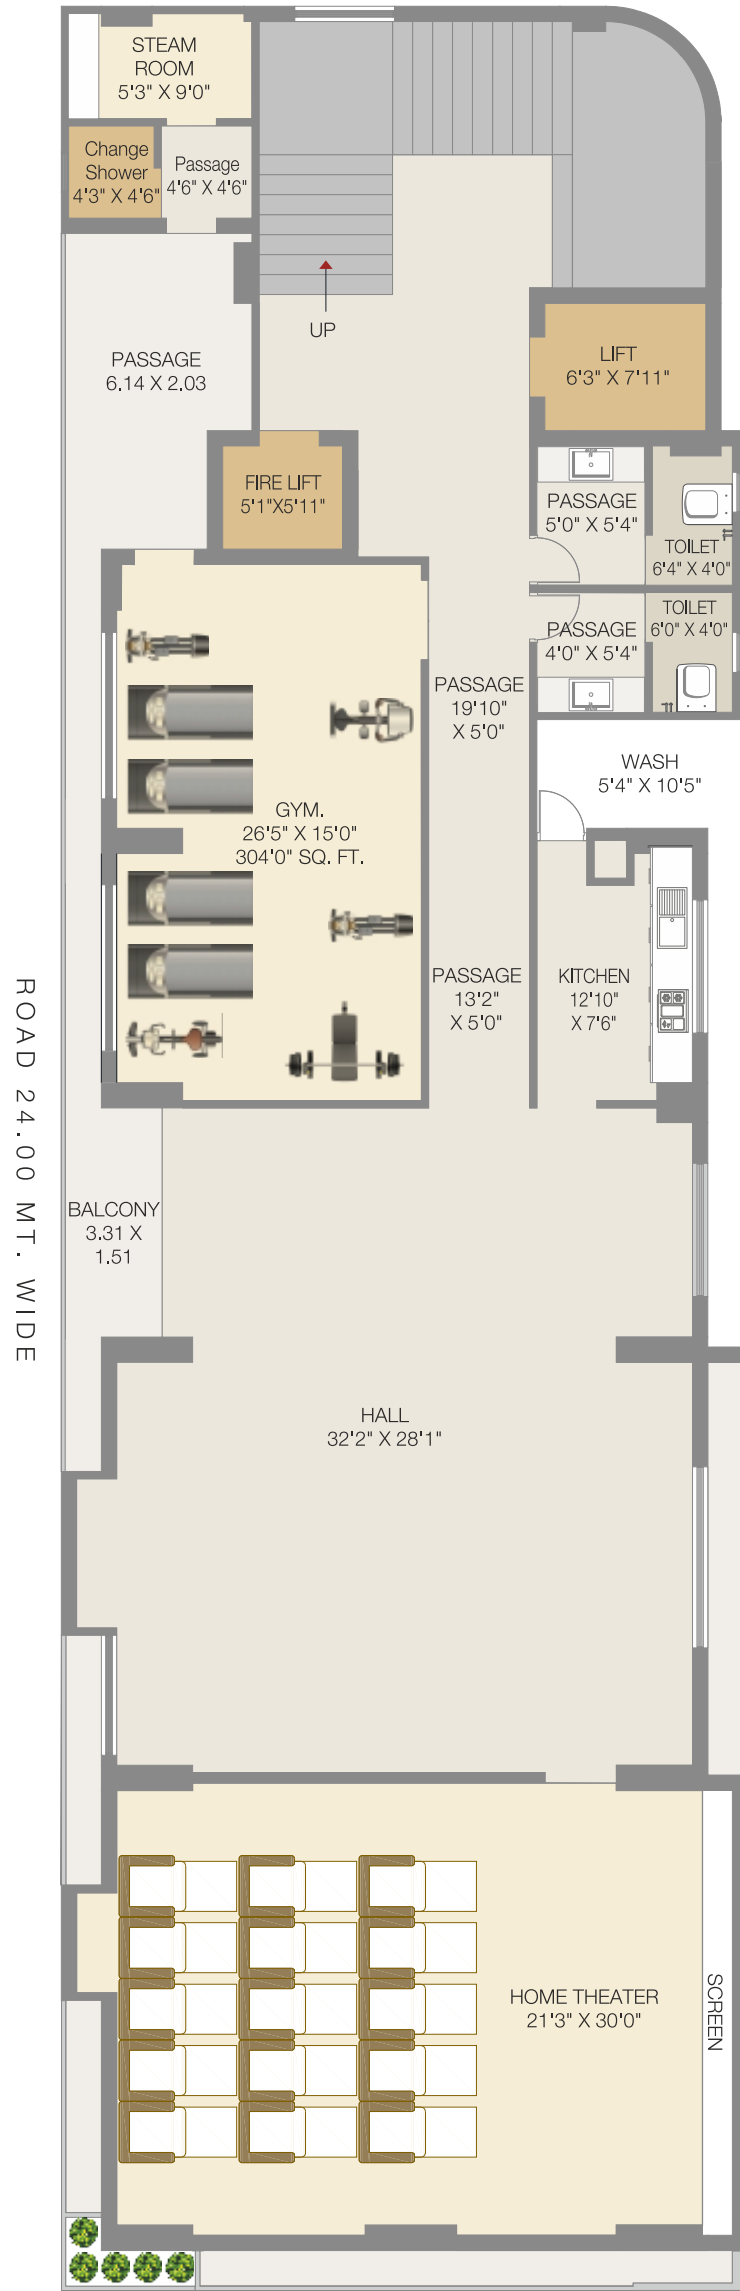 STEAM
ROOM
5'3" X 9'0"
Change
Shower
4'3" X 4'6"
Passage
4'6" X 4'6"
UP
PASSAGE
6.14 X 2.03
LIFT
6'3" X 7'11"
FIRE LIFT
5'1"X5'11"
PASSAGE
5'0" X 5'4"
TOILET
6'4" X 4'0"
TOILET
6'0" X 4'0"
PASSAGE
4'0" X 5'4"
PASSAGE
19'10"
X 5'0"
WASH
5'4" X 10'5"
GYM.
26'5" X 15'0"
304'0" SQ. FT.
PASSAGE
13'2"
X 5'0"
KITCHEN
12'10"
X 7'6"
ROAD 24.00 MT. WIDE
BALCONY
3.31 X
1.51
HALL
32'2" X 28'1"
HOME THEATER
21'3" X 30'0"
SCREEN